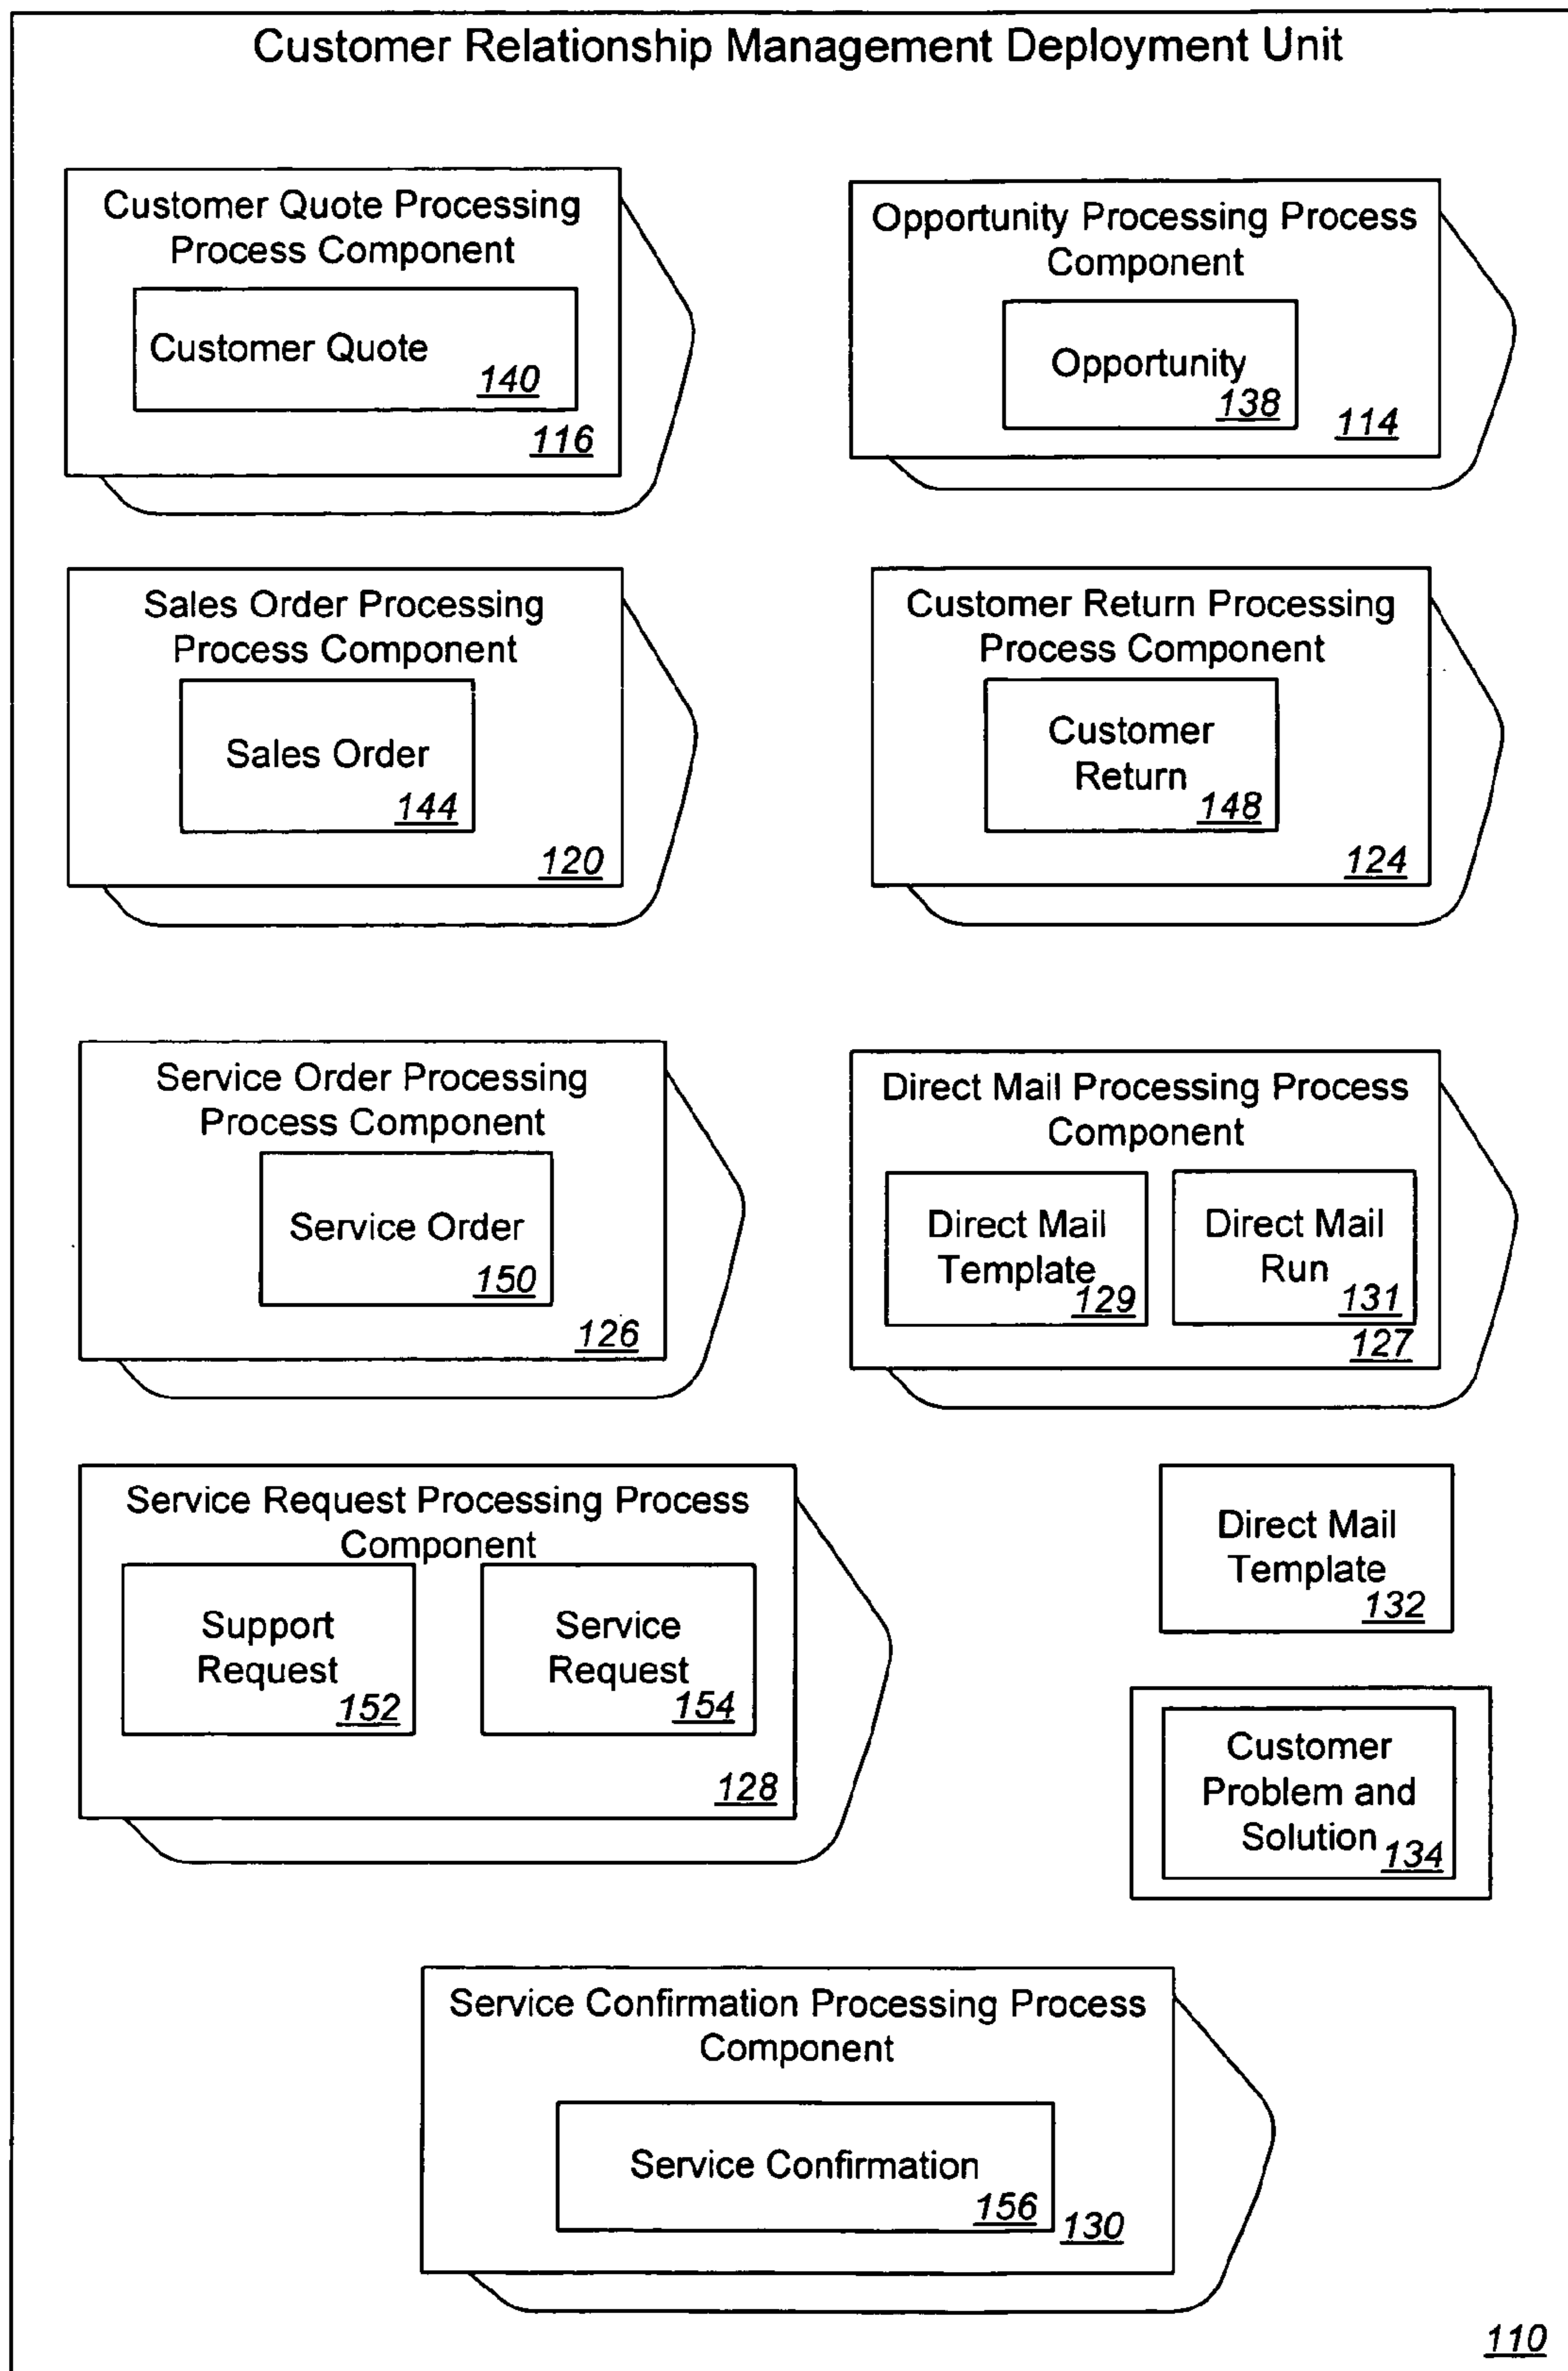 Customer Relationship Management Deployment Unit
Customer Quote Processing
Process Component
Customer Quote
140
116
Opportunity Processing Process
Component
Opportunity
138
114
Sales Order Processing
Process Component
Sales Order
144
120
Customer Return Processing
Process Component
Customer
Return
148
124
Service Order Processing
Process Component
Service Order
150
126
Direct Mail Processing Process
Component
Direct Mail
Template
129
Direct Mail
Run
131
127
Service Request Processing Process
Component
Support
Request
152
Service
Request
154
128
Direct Mail
Template
132
Customer
Problem and
Solution
134
Service Confirmation Processing Process
Component
Service Confirmation
156
130
110